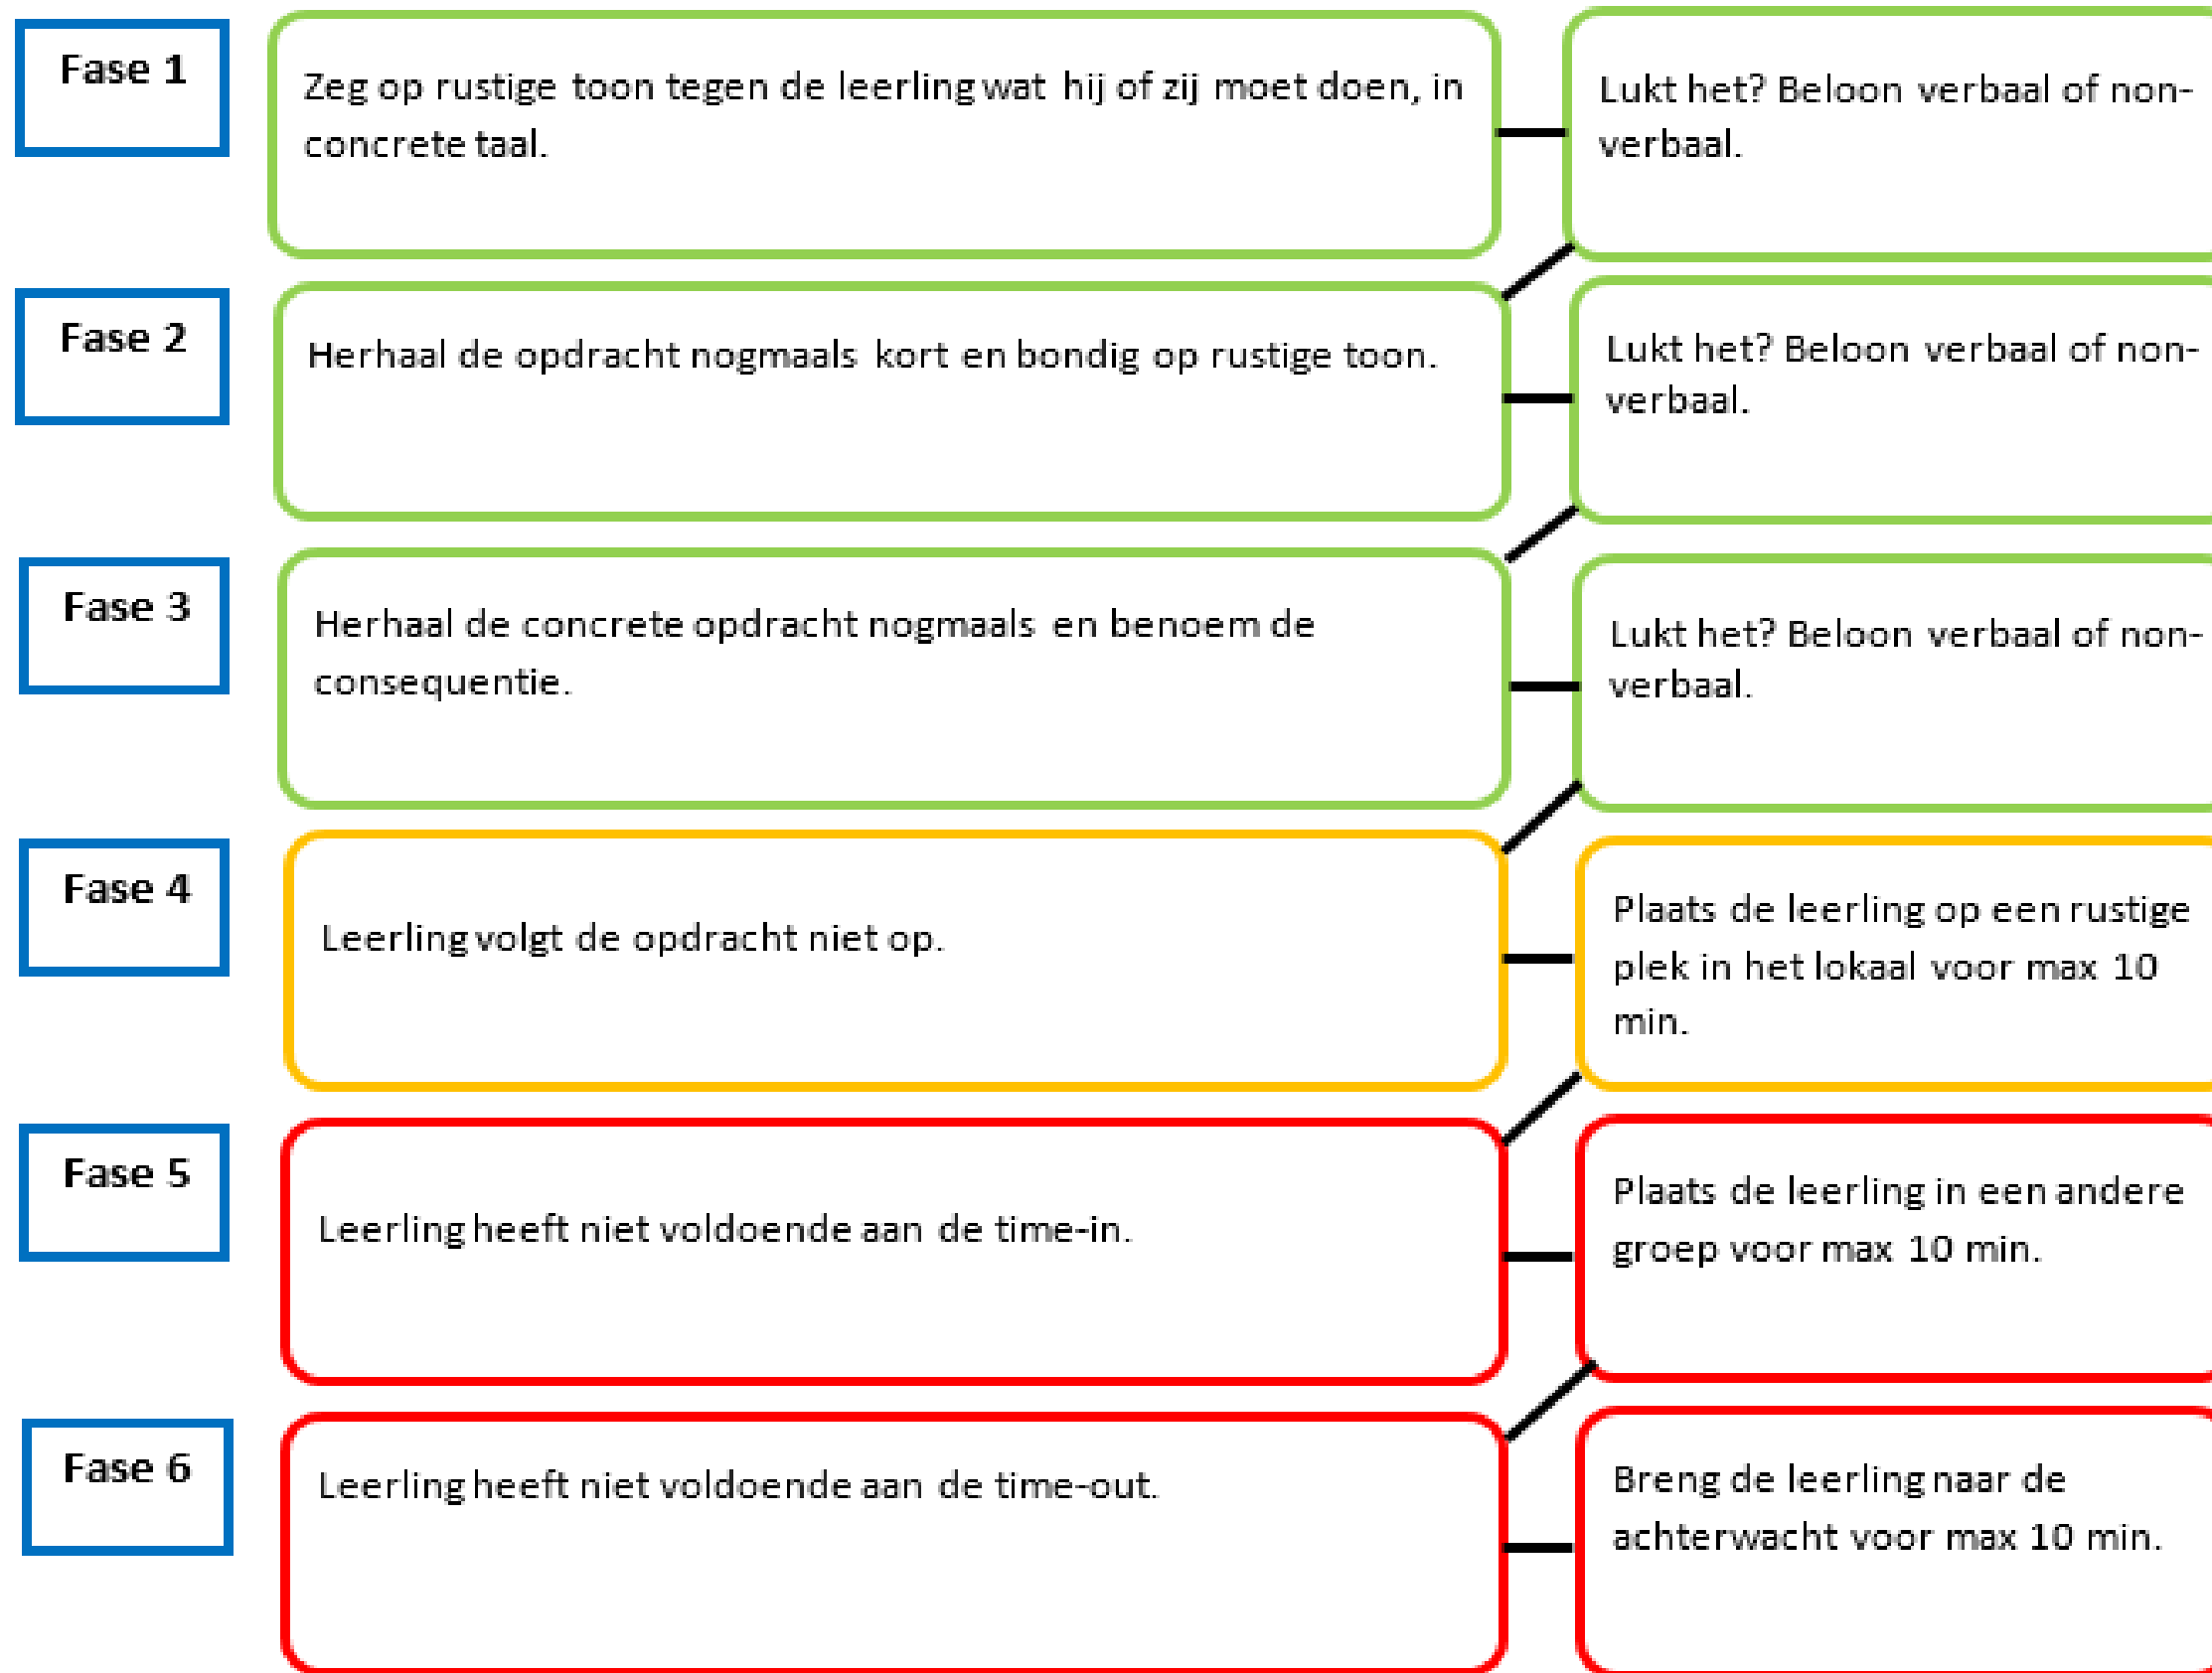 Fase 1
Zeg op rustige toon tegen de leerling wat hij of zij moet doen, in
concrete taal.
Lukt het? Beloon verbaal of non-
verbaal.
Fase 2
Herhaal de opdracht nogmaals kort en bondig op rustige toon.
Lukt het? Beloon verbaal of non-
verbaal.
Fase 3
Herhaal de concrete opdracht nogmaals en benoem de
consequentie.
Lukt het? Beloon verbaal of non-
verbaal.
Fase 4
Leerling volgt de opdracht niet op.
Plaats de leerling op een rustige
plek in het lokaal voor max 10
min.
Fase 5
Leerling heeft niet voldoende aan de time-in.
Plaats de leerling in een andere
groep voor max 10 min.
Fase 6
Leerling heeft niet voldoende aan de time-out.
Breng de leerling naar de
achterwacht voor max 10 min.